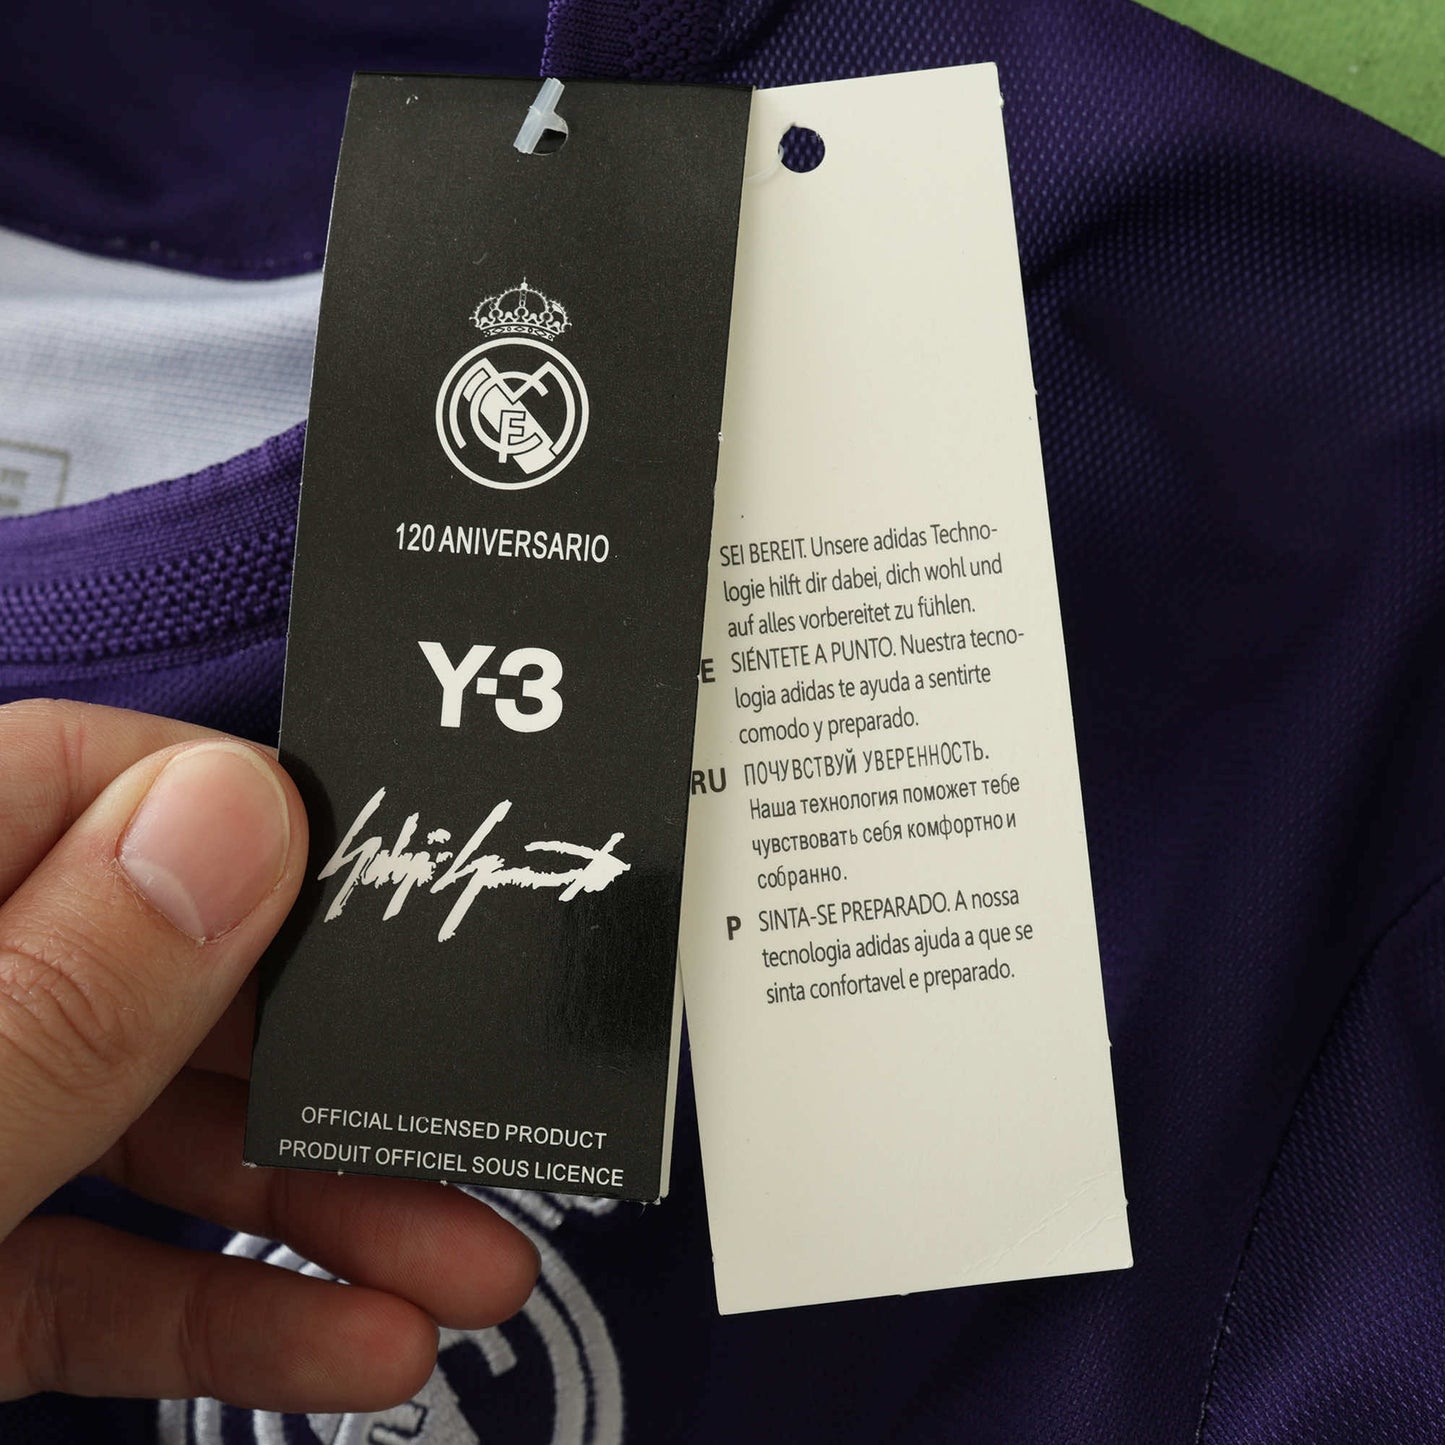 120 ANIVERSARIO
Y-3
Yohji Yamamoto
OFFICIAL LICENSED PRODUCT
PRODUIT OFFICIEL SOUS LICENCE
SEI BEREIT. Unsere adidas Techno-
logie hilft dir dabei, dich wohl und
auf alles vorbereitet zu fühlen.
E SIÉNTETE A PUNTO. Nuestra tecno-
logia adidas te ayuda a sentirte
comodo y preparado.
RU ПОЧУВСТВУЙ УВЕРЕННОСТЬ.
Наша технология поможет тебе
чувствовать себя комфортно и
собранно.
P SINTA-SE PREPARADO. A nossa
tecnologia adidas ajuda a que se
sinta confortavel e preparado.